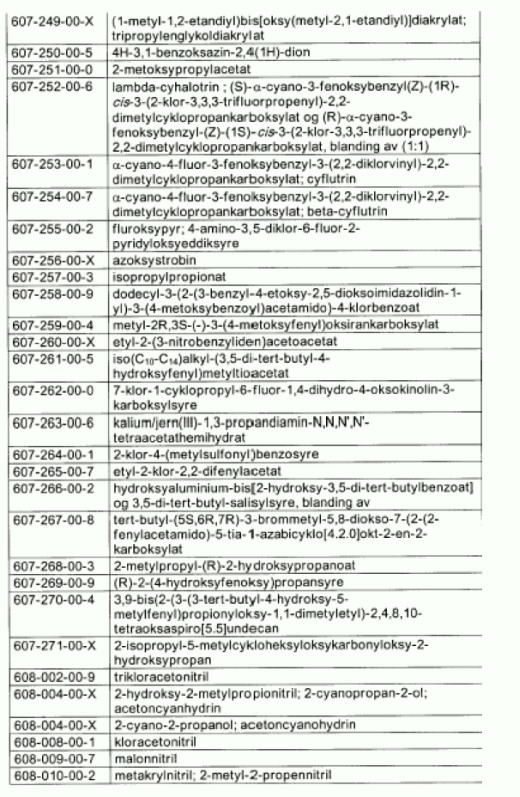 607-249-00-X (1-metyl-1,2-etandiyl)bis[oksy(metyl-2,1-etandiyl)]diakrylat;
tripropylenglykoldiakrylat
607-250-00-5 4H-3,1-benzoksazin-2,4(1H)-dion
607-251-00-0 2-metoksypropylacetat
607-252-00-6 lambda-cyhalotrin ; (S)-α-cyano-3-fenoksybenzyl(Z)-(1R)-
cis-3-(2-klor-3,3,3-trifluorpropenyl)-2,2-
dimetylcyklopropankarboksylat og (R)-α-cyano-3-
fenoksybenzyl-(Z)-(1S)-cis-3-(2-klor-3,3,3-trifluorpropenyl)-
2,2-dimetylcyklopropankarboksylat, blanding av (1:1)
607-253-00-1 α-cyano-4-fluor-3-fenoksybenzyl-3-(2,2-diklorvinyl)-2,2-
dimetylcyklopropankarboksylat; cyflutrin
607-254-00-7 α-cyano-4-fluor-3-fenoksybenzyl-3-(2,2-diklorvinyl)-2,2-
dimetylcyklopropankarboksylat; beta-cyflutrin
607-255-00-2 fluroksypyr; 4-amino-3,5-diklor-6-fluor-2-
pyridyloksyeddiksyre
607-256-00-X azoksystrobin
607-257-00-3 isopropylpropionat
607-258-00-9 dodecyl-3-(2-(3-benzyl-4-etoksy-2,5-dioksoimidazolidin-1-
yl)-3-(4-metoksybenzoyl)acetamido)-4-klorbenzoat
607-259-00-4 metyl-2R,3S-(-)-3-(4-metoksyfenyl)oksirankarboksylat
607-260-00-X etyl-2-(3-nitrobenzyliden)acetoacetat
607-261-00-5 iso(C₁₀-C₁₄)alkyl-(3,5-di-tert-butyl-4-
hydroksyfenyl)metyltioacetat
607-262-00-0 7-klor-1-cyklopropyl-6-fluor-1,4-dihydro-4-oksokinolin-3-
karboksylsyre
607-263-00-6 kalium/jern(III)-1,3-propandiamin-N,N,N',N'-
tetraacetathemihydrat
607-264-00-1 2-klor-4-(metylsulfonyl)benzosyre
607-265-00-7 etyl-2-klor-2,2-difenylacetat
607-266-00-2 hydroksyaluminium-bis[2-hydroksy-3,5-di-tert-butylbenzoat]
og 3,5-di-tert-butyl-salisylsyre, blanding av
607-267-00-8 tert-butyl-(5S,6R,7R)-3-brommetyl-5,8-diokso-7-(2-(2-
fenylacetamido)-5-tia-1-azabicyklo[4.2.0]okt-2-en-2-
karboksylat
607-268-00-3 2-metylpropyl-(R)-2-hydroksypropanoat
607-269-00-9 (R)-2-(4-hydroksyfenoksy)propansyre
607-270-00-4 3,9-bis(2-(3-(3-tert-butyl-4-hydroksy-5-
metylfenyl)propionyloksy-1,1-dimetyletyl)-2,4,8,10-
tetraoksaspiro[5.5]undecan
607-271-00-X 2-isopropyl-5-metylcykloheksyloksykarbonyloksy-2-
hydroksypropan
608-002-00-9 trikloracetonitril
608-004-00-X 2-hydroksy-2-metylpropionitril; 2-cyanopropan-2-ol;
acetoncyanhydrin
608-004-00-X 2-cyano-2-propanol; acetoncyanohydrin
608-008-00-1 kloracetonitril
608-009-00-7 malonnitril
608-010-00-2 metakrylnitril; 2-metyl-2-propennitril